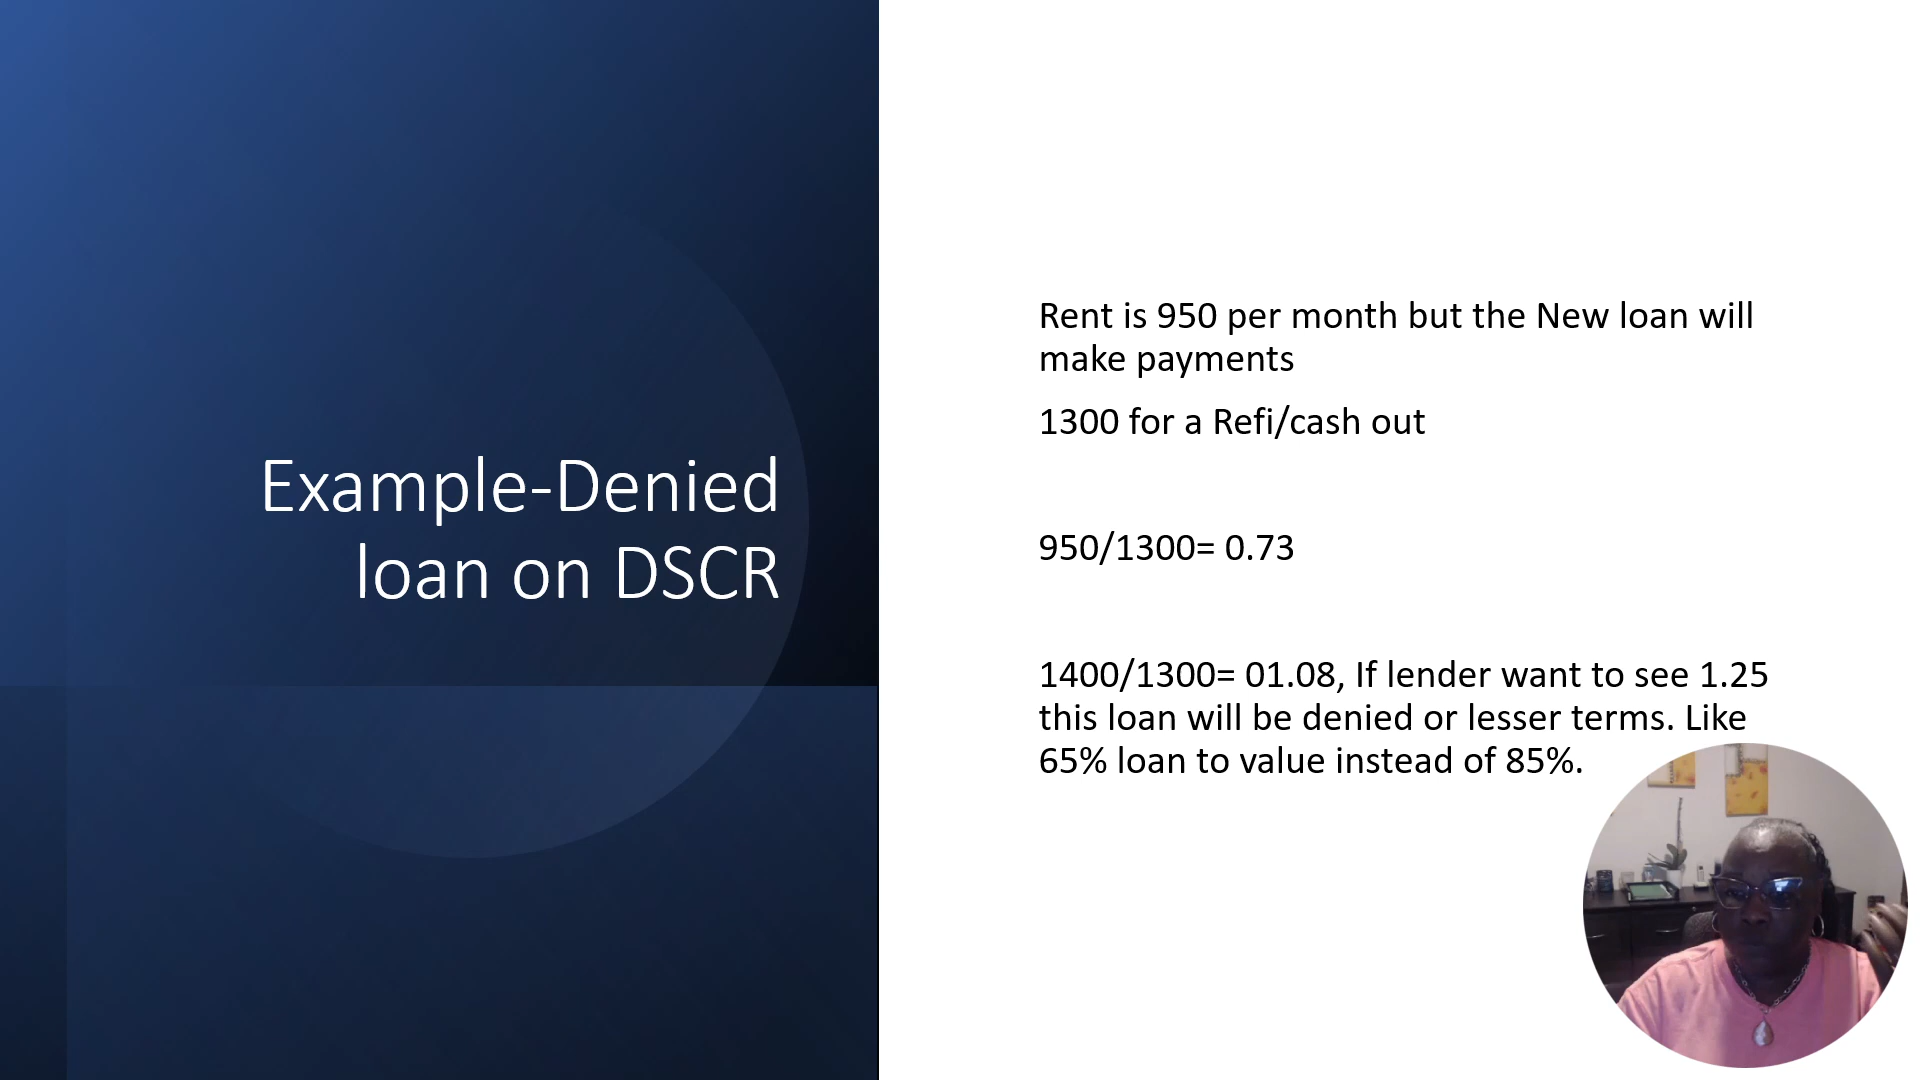 Example-Denied
loan on DSCR
Rent is 950 per month but the New loan will
make payments
1300 for a Refi/cash out
950/1300= 0.73
1400/1300= 01.08, If lender want to see 1.25
this loan will be denied or lesser terms. Like
65% loan to value instead of 85%.